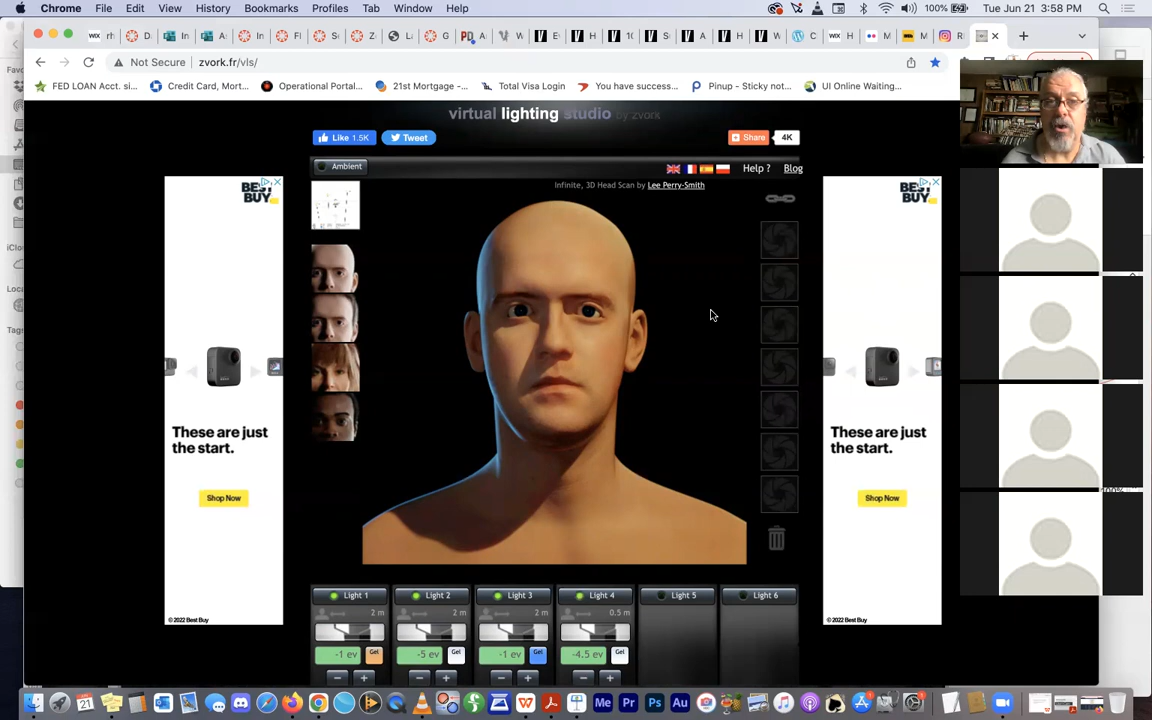 Chrome File Edit View History Bookmarks Profiles Tab Window Help 100% Tue Jun 21 3:58 PM
Not Secure zvork.fr/vls/
FED LOAN Acct. si... Credit Card, Mort... Operational Portal... 21st Mortgage -... Total Visa Login You have success... Pinup - Sticky not... UI Online Waiting...
virtual lighting studio by zvork
Like 1.5K Tweet Share 4K
Ambient Help ? Blog
Infinite, 3D Head Scan by Lee Perry-Smith
BEST BUY
These are just the start.
Shop Now
© 2022 Best Buy
BEST BUY
These are just the start.
Shop Now
© 2022 Best Buy
Light 1 Light 2 Light 3 Light 4 Light 5 Light 6
2 m 2 m 2 m 0.5 m
-1 ev Gel -5 ev Gel -1 ev Gel -4.5 ev Gel
- + - + - + - +